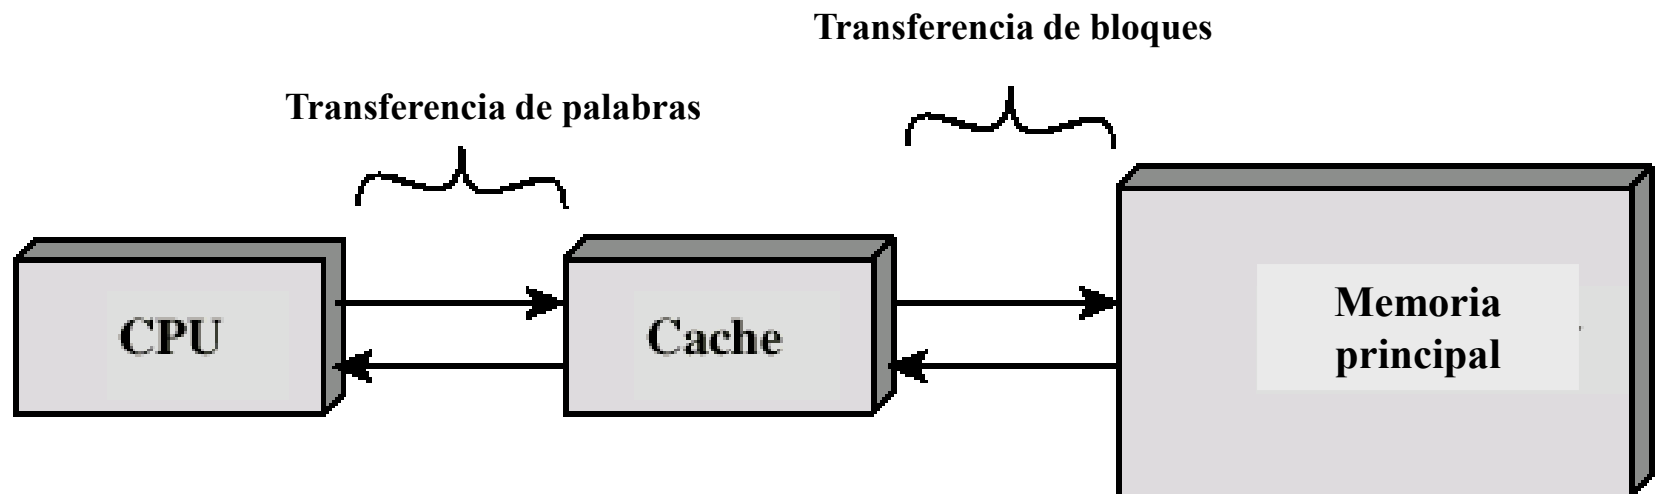 Transferencia de bloques
Transferencia de palabras
CPU
Cache
Memoria
principal